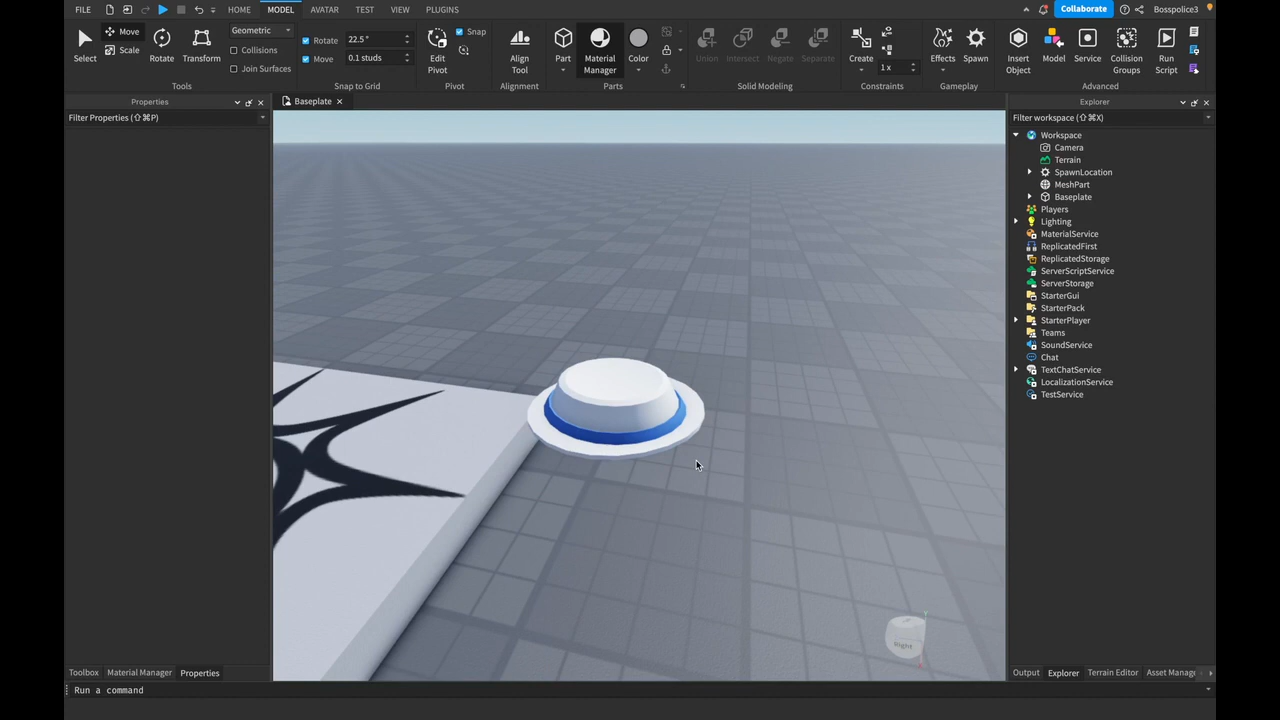 FILE HOME MODEL AVATAR TEST VIEW PLUGINS Collaborate Bosspolice3
Move Geometric Rotate 22.5° Snap
Scale Collisions Move 0.1 studs
Join Surfaces
Select Rotate Transform Edit Pivot Align Tool Part Material Manager Color Union Intersect Negate Separate Create 1 x Effects Spawn Insert Object Model Service Collision Groups Run Script
Tools Snap to Grid Pivot Alignment Parts Solid Modeling Constraints Gameplay Advanced
Properties Baseplate Explorer
Filter Properties (⇧⌘P) Filter workspace (⇧⌘X)
Workspace
Camera
Terrain
SpawnLocation
MeshPart
Baseplate
Players
Lighting
MaterialService
ReplicatedFirst
ReplicatedStorage
ServerScriptService
ServerStorage
StarterGui
StarterPack
StarterPlayer
Teams
SoundService
Chat
TextChatService
LocalizationService
TestService
Right
Toolbox Material Manager Properties Output Explorer Terrain Editor Asset Manag
Run a command